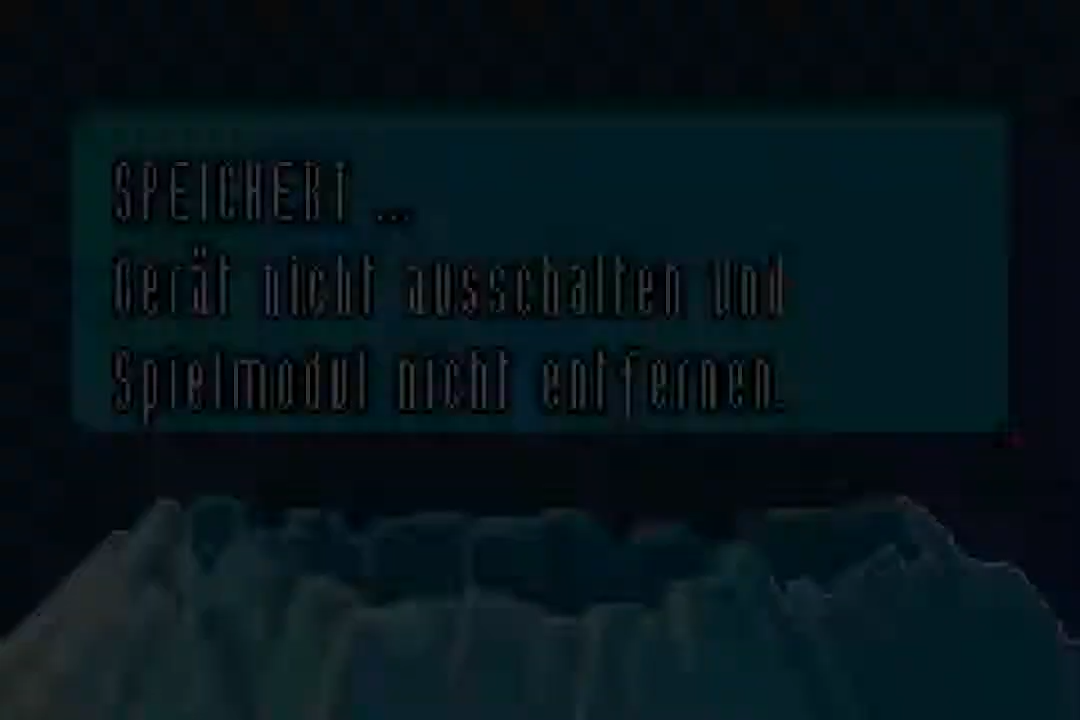 SPEICHERT ...
Gerät nicht ausschalten und
Spielmodul nicht entfernen.